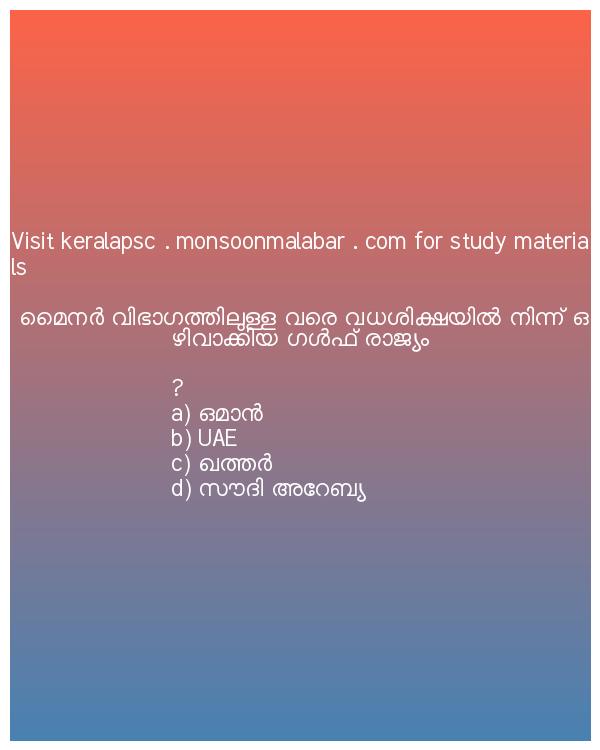 Visit keralapsc . monsoonmalabar . com for study materia
ls
മൈനർ വിഭാഗത്തിലുള്ള വരെ വധശിക്ഷയിൽ നിന്ന് ഒ
ഴിവാക്കിയ ഗൾഫ് രാജ്യം
?
a) ഒമാൻ
b) UAE
c) ഖത്തർ
d) സൗദി അറേബ്യ